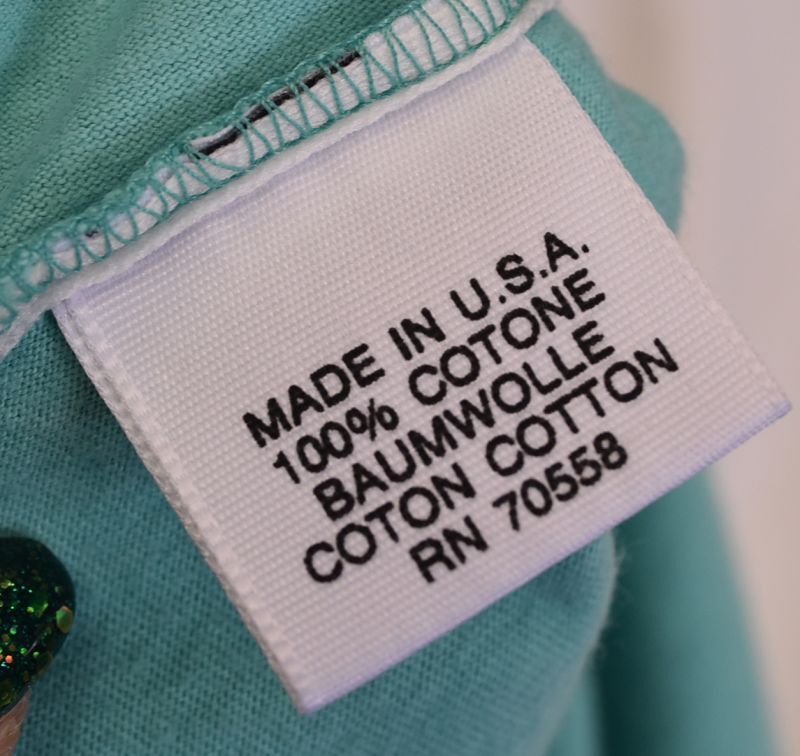 MADE IN U.S.A.
100% COTONE
BAUMWOLLE
COTON COTTON
RN 70558